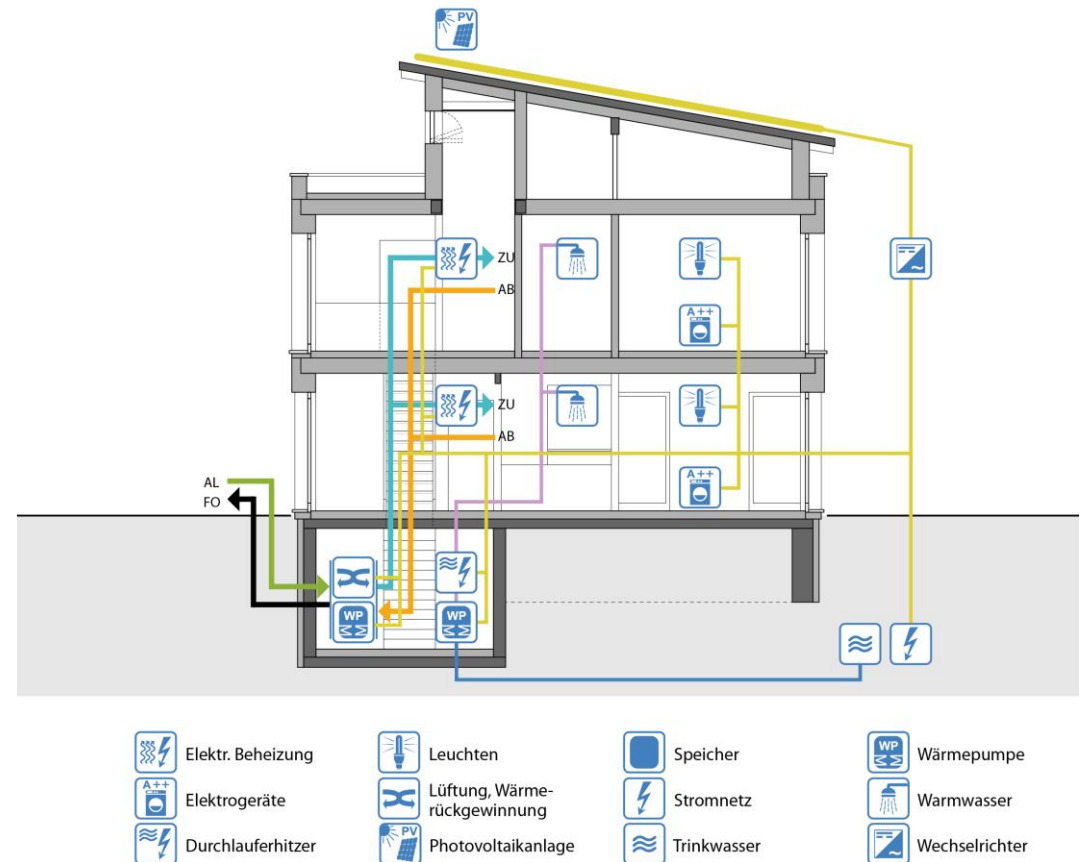 PV
ZU
AB
A++
ZU
AB
A++
AL
FO
WP
WP
Elektr. Beheizung
Leuchten
Speicher
WP
Wärmepumpe
A++
Elektrogeräte
Lüftung, Wärme-
rückgewinnung
Stromnetz
Warmwasser
Durchlauferhitzer
PV
Photovoltaikanlage
Trinkwasser
Wechselrichter